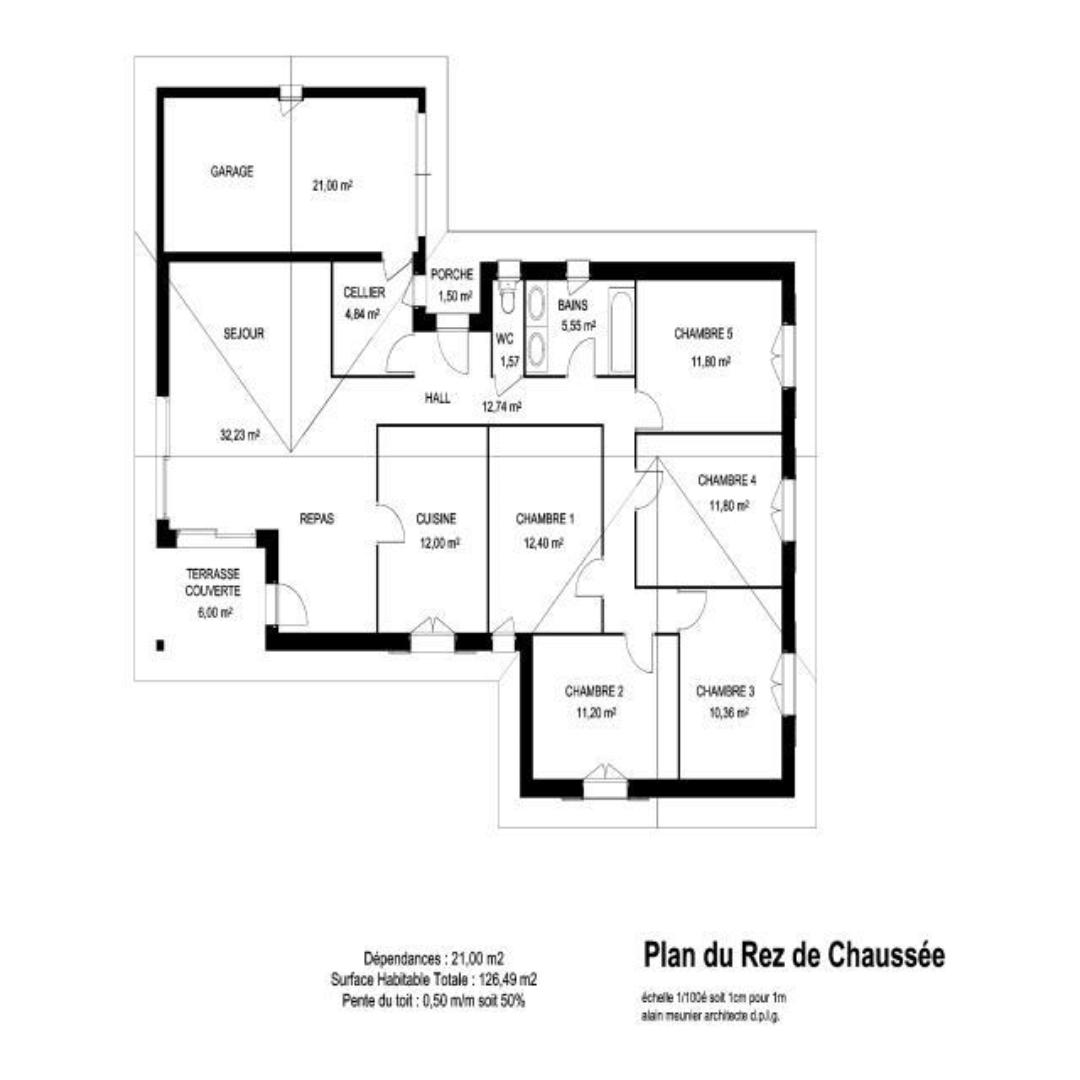 GARAGE
21,00 m²
PORCHE
1,50 m²
CELLIER
4,84 m²
SEJOUR
WC
1,57
BAINS
5,55 m²
CHAMBRE 5
11,80 m²
HALL
12,74 m²
32,23 m²
CHAMBRE 4
11,80 m²
REPAS
CUISINE
12,00 m²
CHAMBRE 1
12,40 m²
TERRASSE
COUVERTE
6,00 m²
CHAMBRE 2
11,20 m²
CHAMBRE 3
10,36 m²
Dépendances : 21,00 m2
Surface Habitable Totale : 126,49 m2
Pente du toit : 0,50 m/m soit 50%
Plan du Rez de Chaussée
échelle 1/100é soit 1cm pour 1m
alain meunier architecte d.p.l.g.